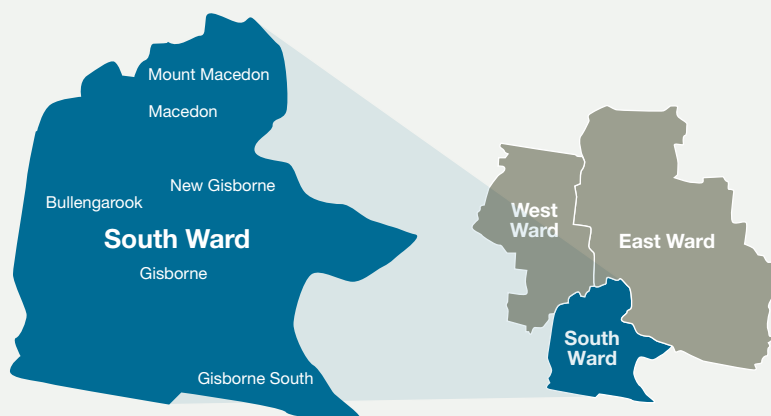 Mount Macedon
Macedon
New Gisborne
Bullengarook
South Ward
Gisborne
Gisborne South
West
Ward
East Ward
South
Ward